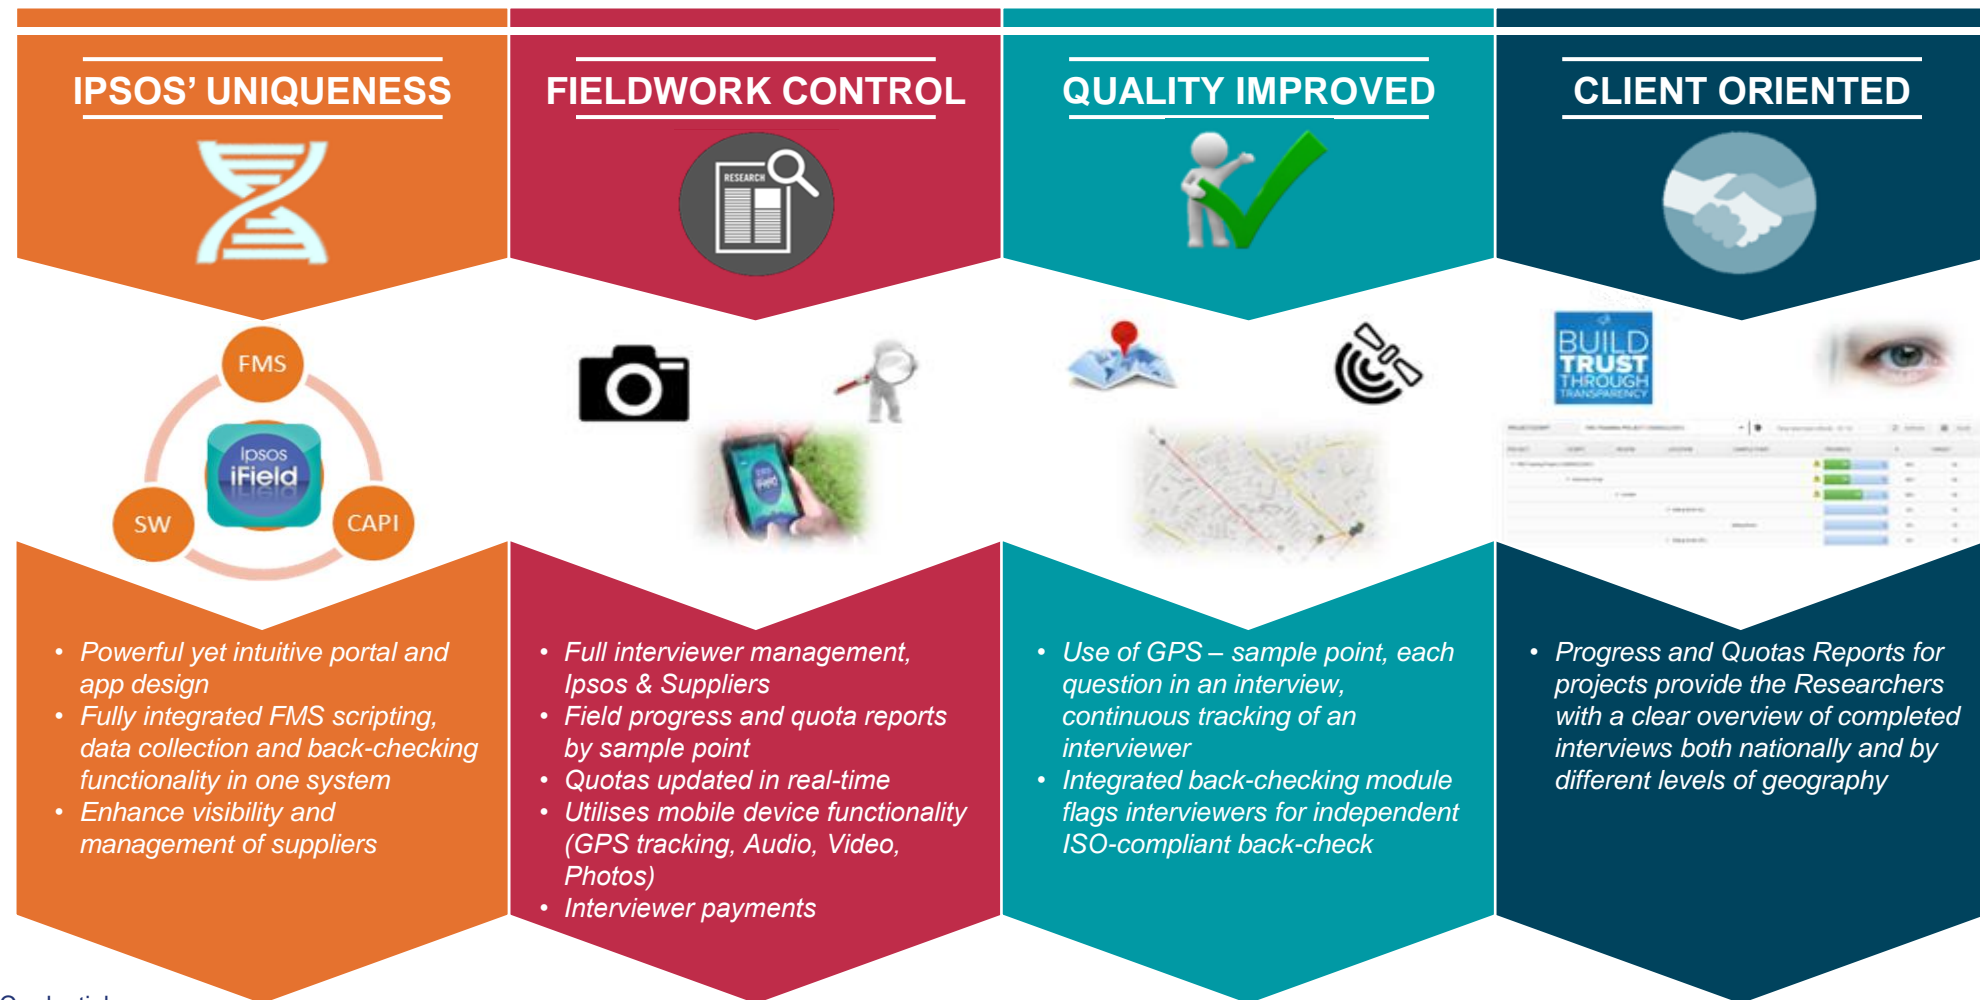 IPSOS’ UNIQUENESS
FMS
Ipsos
iField
SW
CAPI
• Powerful yet intuitive portal and
app design
• Fully integrated FMS scripting,
data collection and back-checking
functionality in one system
• Enhance visibility and
management of suppliers
FIELDWORK CONTROL
RESEARCH
• Full interviewer management,
Ipsos & Suppliers
• Field progress and quota reports
by sample point
• Quotas updated in real-time
• Utilises mobile device functionality
(GPS tracking, Audio, Video,
Photos)
• Interviewer payments
QUALITY IMPROVED
• Use of GPS – sample point, each
question in an interview,
continuous tracking of an
interviewer
• Integrated back-checking module
flags interviewers for independent
ISO-compliant back-check
CLIENT ORIENTED
BUILD
TRUST
THROUGH
TRANSPARENCY
• Progress and Quotas Reports for
projects provide the Researchers
with a clear overview of completed
interviews both nationally and by
different levels of geography